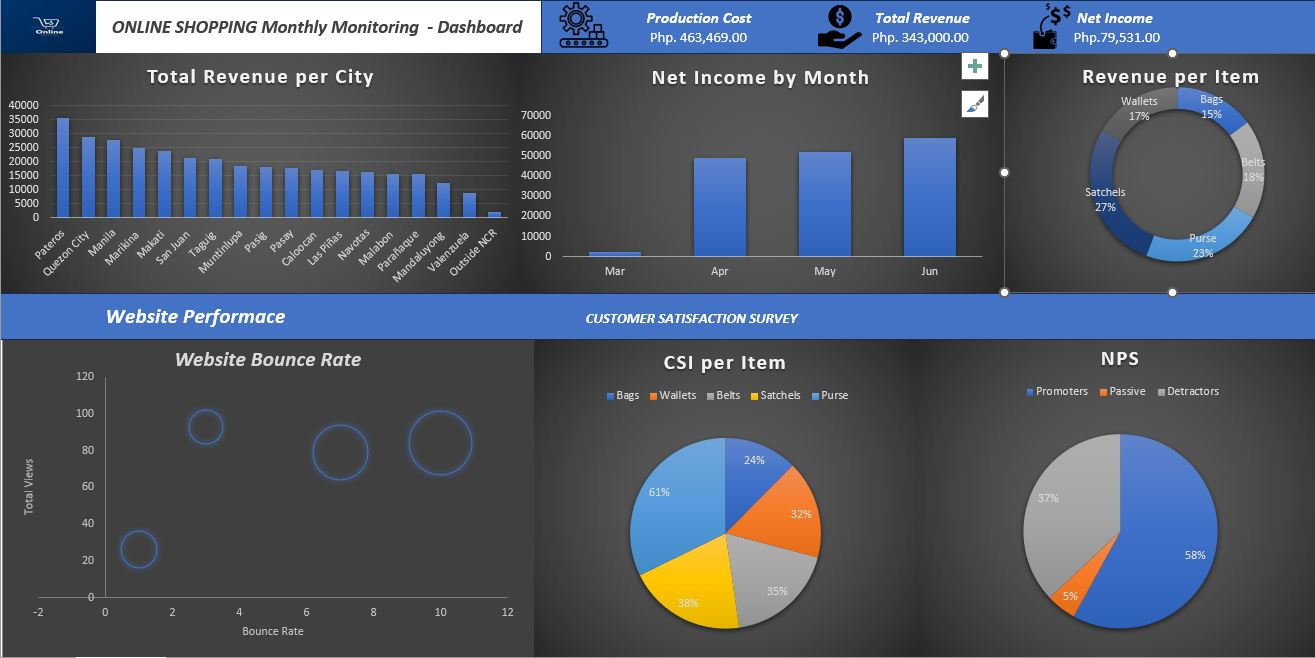 Online
ONLINE SHOPPING Monthly Monitoring - Dashboard
Production Cost
Php. 463,469.00
Total Revenue
Php. 343,000.00
Net Income
Php.79,531.00
Total Revenue per City
40000
35000
30000
25000
20000
15000
10000
5000
0
Pateros
Quezon City
Manila
Marikina
Makati
San Juan
Taguig
Muntinlupa
Pasig
Pasay
Caloocan
Las Piñas
Navotas
Malabon
Parañaque
Mandaluyong
Valenzuela
Outside NCR
Net Income by Month
70000
60000
50000
40000
30000
20000
10000
0
Mar
Apr
May
Jun
Revenue per Item
Wallets
17%
Bags
15%
Belts
18%
Satchels
27%
Purse
23%
Website Performace
CUSTOMER SATISFACTION SURVEY
Website Bounce Rate
Total Views
120
100
80
60
40
20
0
-2
0
2
4
6
8
10
12
Bounce Rate
CSI per Item
Bags
Wallets
Belts
Satchels
Purse
24%
32%
35%
38%
61%
NPS
Promoters
Passive
Detractors
37%
58%
5%